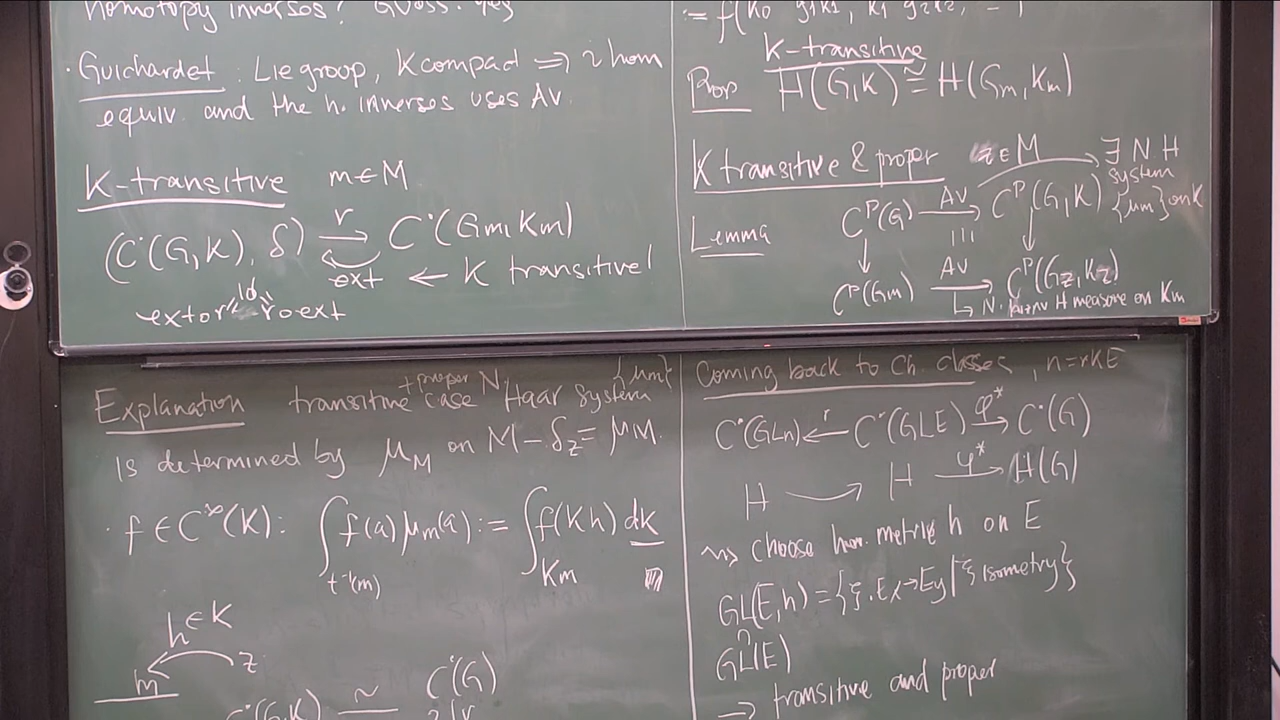 homotopy inverses? Guess: yes
· Guichardet : Lie group, K compact ⇒ i hom
equiv. and the h. inverses uses Av
K-transitive m ∈ M
(C˙(G,K), δ) r→ C˙(Gm, Km)
ext ← K transitive!
ext∘r = id = r∘ext
:= f(k0 g1k1, k1 g2k2, –
K-transitive
Prop H(G,K) ≅ H(Gm, Km)
K transitive & proper z ∈ M ∃ N. H
system
{μm} on K
Lemma C^p(G) Av→ C^p(G,K)
C^p(Gm) Av→ C^p(Gz, Kz)
↳ N. H measure on Km
Explanation transitive + proper case N. Haar system {μm}
is determined by μM on M – δz = μM.
· f ∈ C^∞(K): ∫ f(a) μm(a) := ∫ f(kh) dk
t⁻¹(m) Km
h ∈ K
m z
C˙(G,K) ~ C˙(G)
Coming back to Ch. classes, n = rk E
C˙(GLn) ←r C˙(GLE) φ*→ C˙(G)
H → H φ*→ H(G)
⇝ choose metric h on E
GL(E,h) = {ξ: Ex→Ey | ξ isometry}
∩
GL(E)
→ transitive and proper